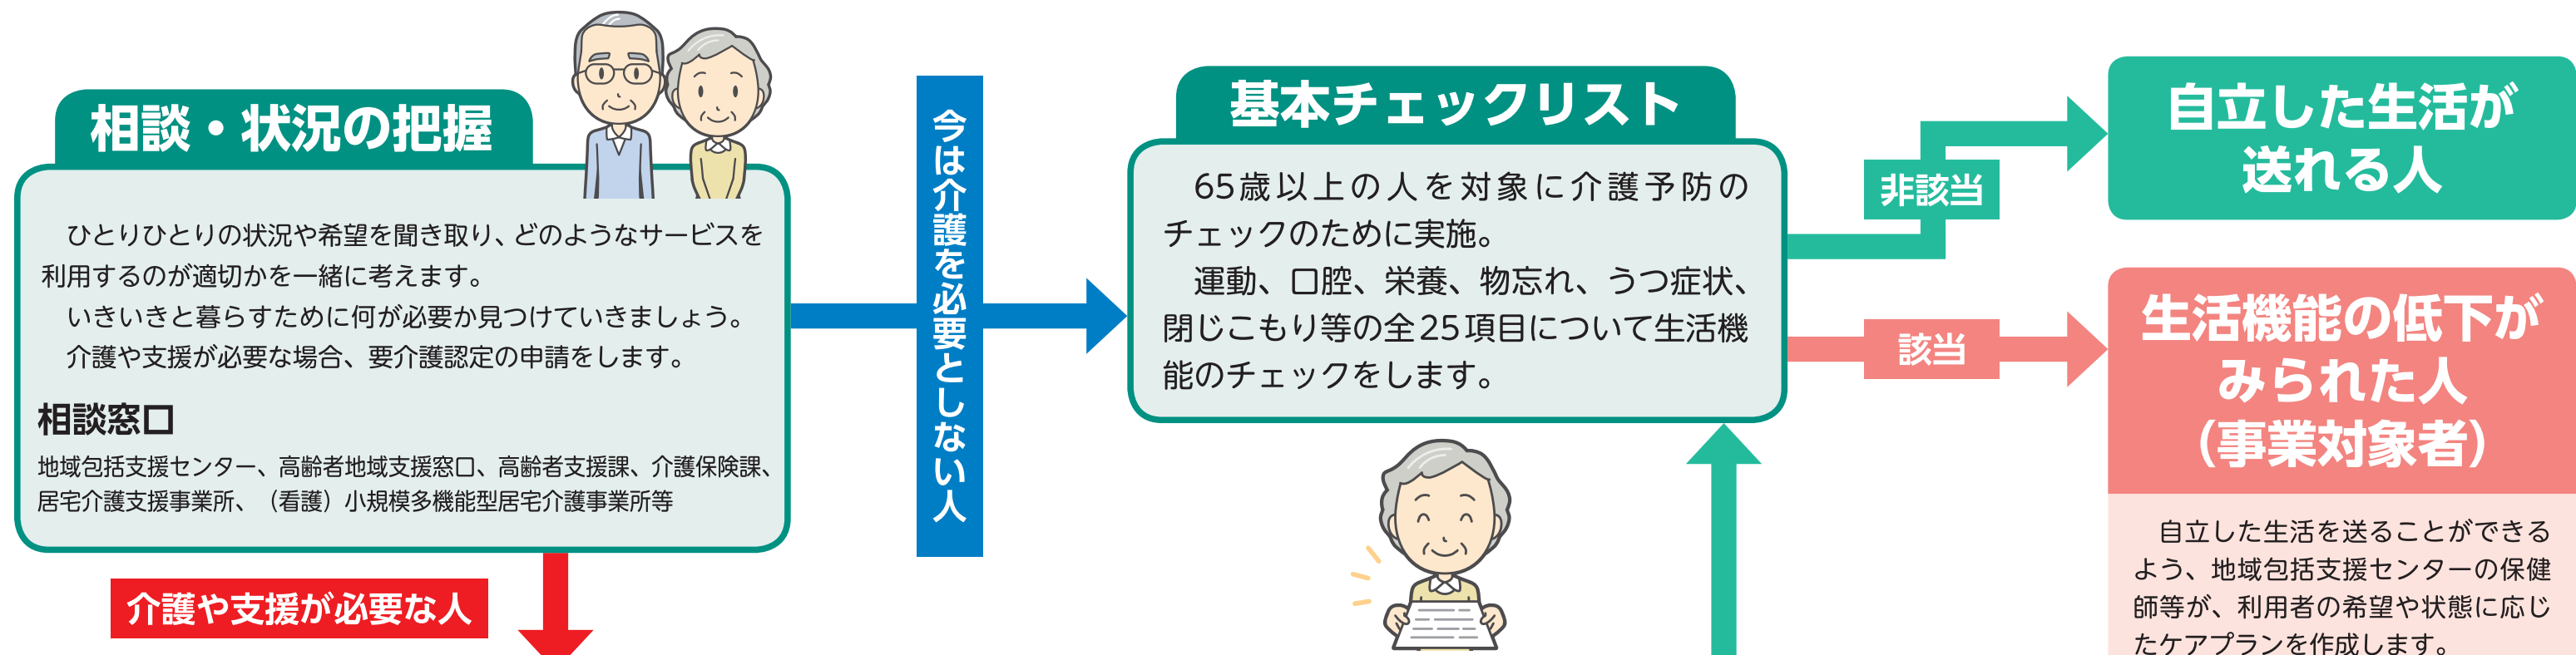 相談・状況の把握
ひとりひとりの状況や希望を聞き取り、どのようなサービスを
利用するのが適切かを一緒に考えます。
いきいきと暮らすために何が必要か見つけていきましょう。
介護や支援が必要な場合、要介護認定の申請をします。
相談窓口
地域包括支援センター、高齢者地域支援窓口、高齢者支援課、介護保険課、
居宅介護支援事業所、（看護）小規模多機能型居宅介護事業所等
介護や支援が必要な人
今は介護を必要としない人
基本チェックリスト
65歳以上の人を対象に介護予防の
チェックのために実施。
運動、口腔、栄養、物忘れ、うつ症状、
閉じこもり等の全25項目について生活機
能のチェックをします。
非該当
自立した生活が
送れる人
該当
生活機能の低下が
みられた人
（事業対象者）
自立した生活を送ることができる
よう、地域包括支援センターの保健
師等が、利用者の希望や状態に応じ
たケアプランを作成します。